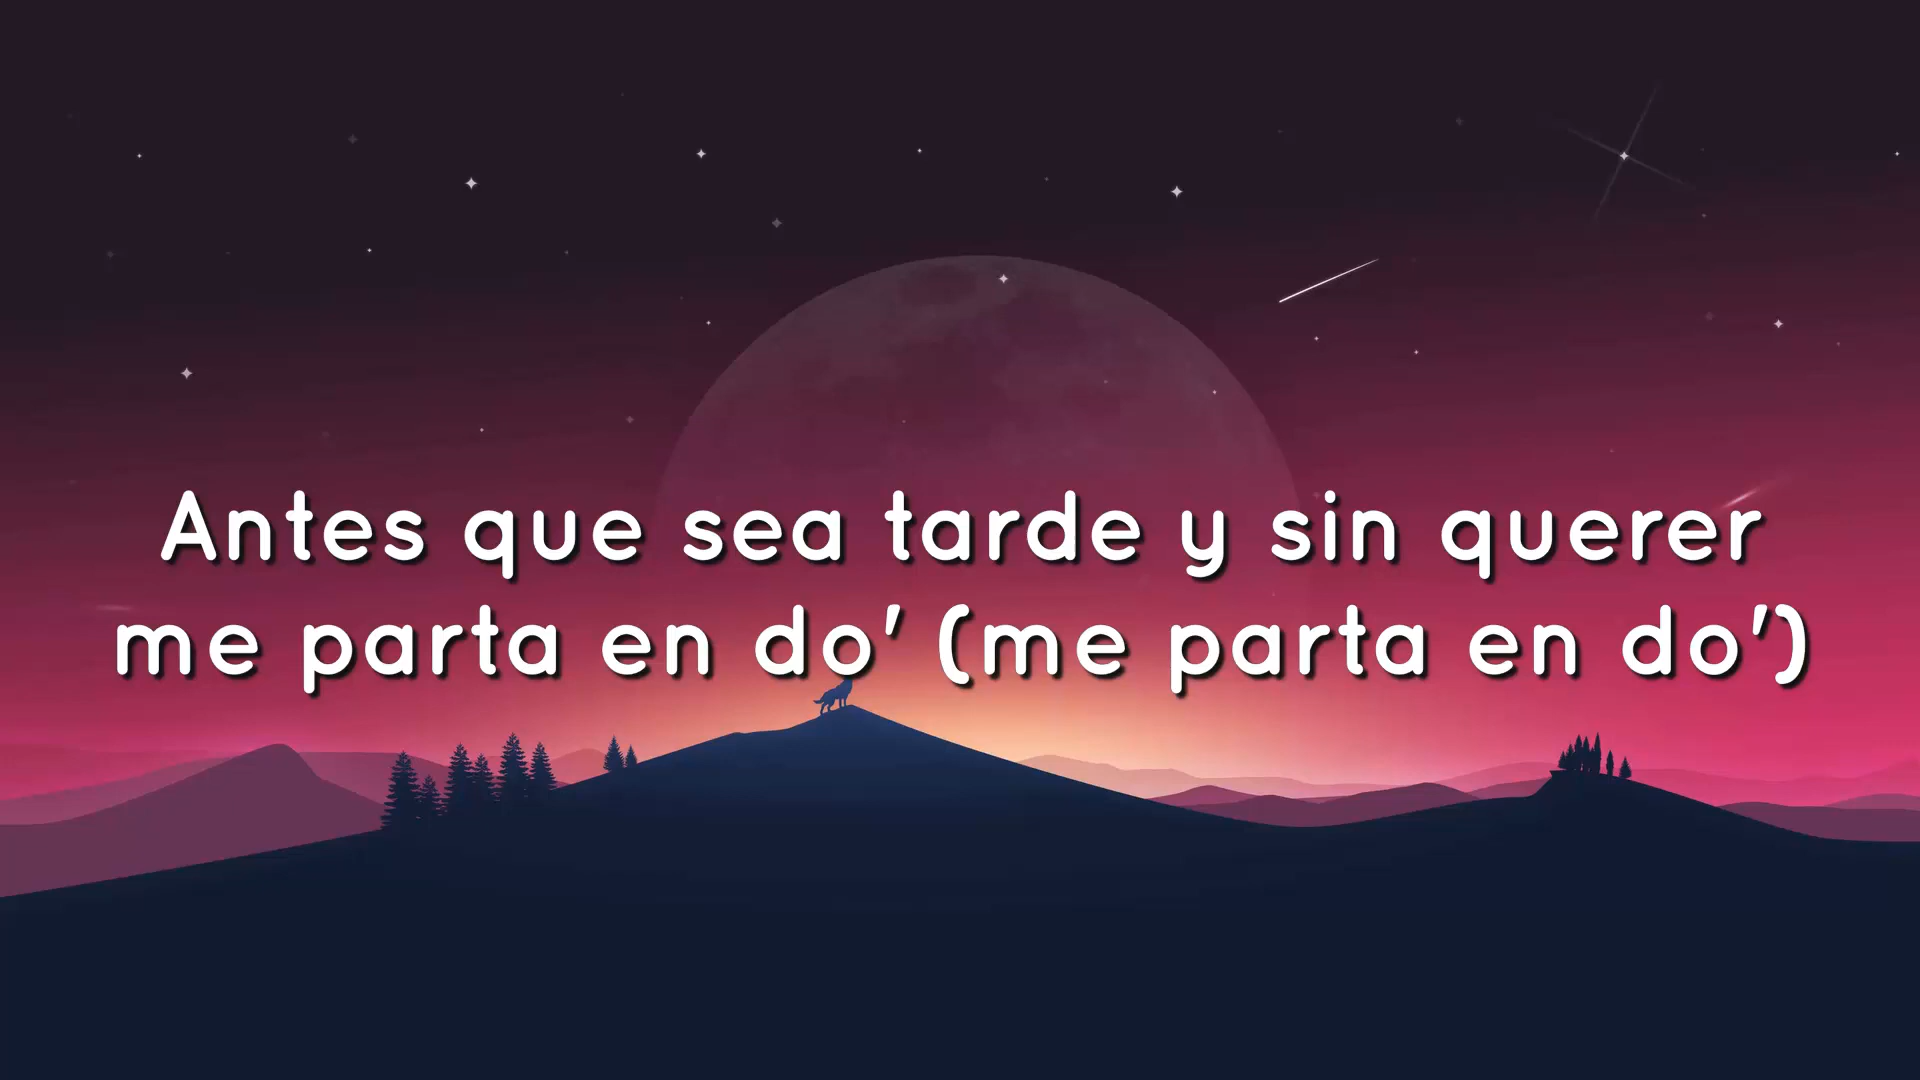 Antes que sea tarde y sin querer
me parta en do' (me parta en do')